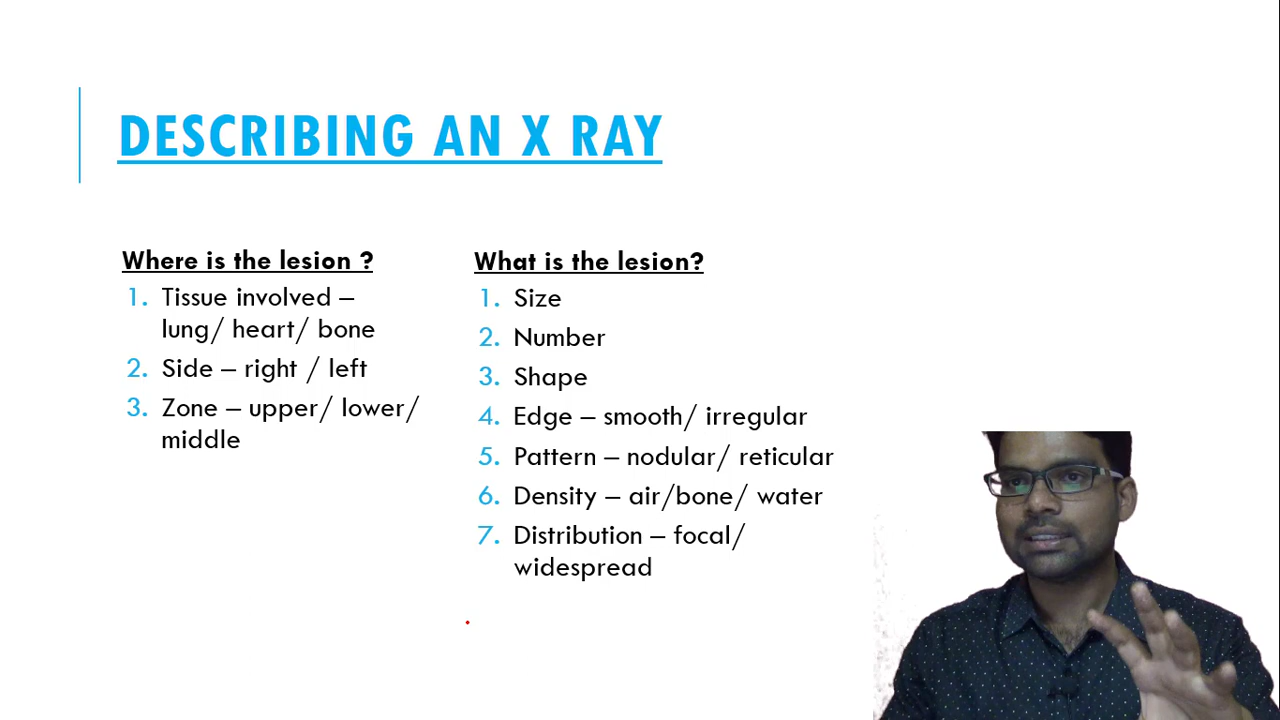 DESCRIBING AN X RAY
Where is the lesion ?
1. Tissue involved –
lung/ heart/ bone
2. Side – right / left
3. Zone – upper/ lower/
middle
What is the lesion?
1. Size
2. Number
3. Shape
4. Edge – smooth/ irregular
5. Pattern – nodular/ reticular
6. Density – air/bone/ water
7. Distribution – focal/
widespread